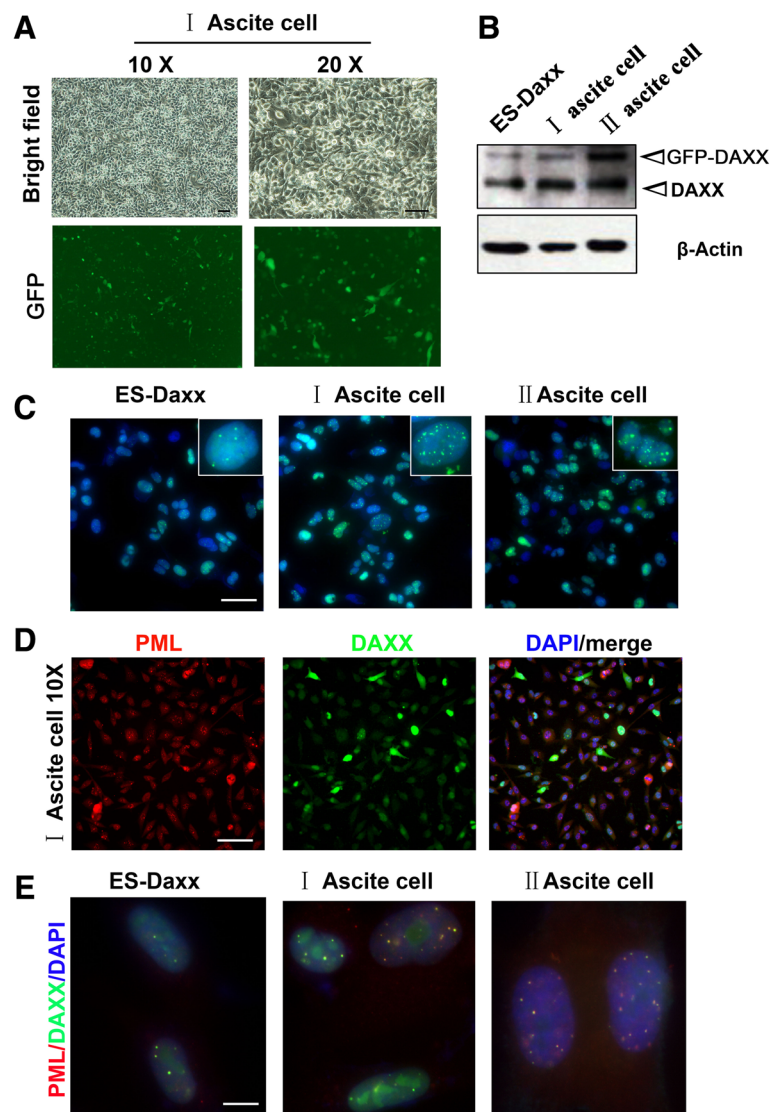 A
Ⅰ Ascite cell
10 X
20 X
Bright field
GFP
B
ES-Daxx
Ⅰ ascite cell
Ⅱ ascite cell
GFP-DAXX
DAXX
β-Actin
C
ES-Daxx
Ⅰ Ascite cell
Ⅱ Ascite cell
D
PML
DAXX
DAPI/merge
Ⅰ Ascite cell 10X
E
ES-Daxx
Ⅰ Ascite cell
Ⅱ Ascite cell
PML/DAXX/DAPI